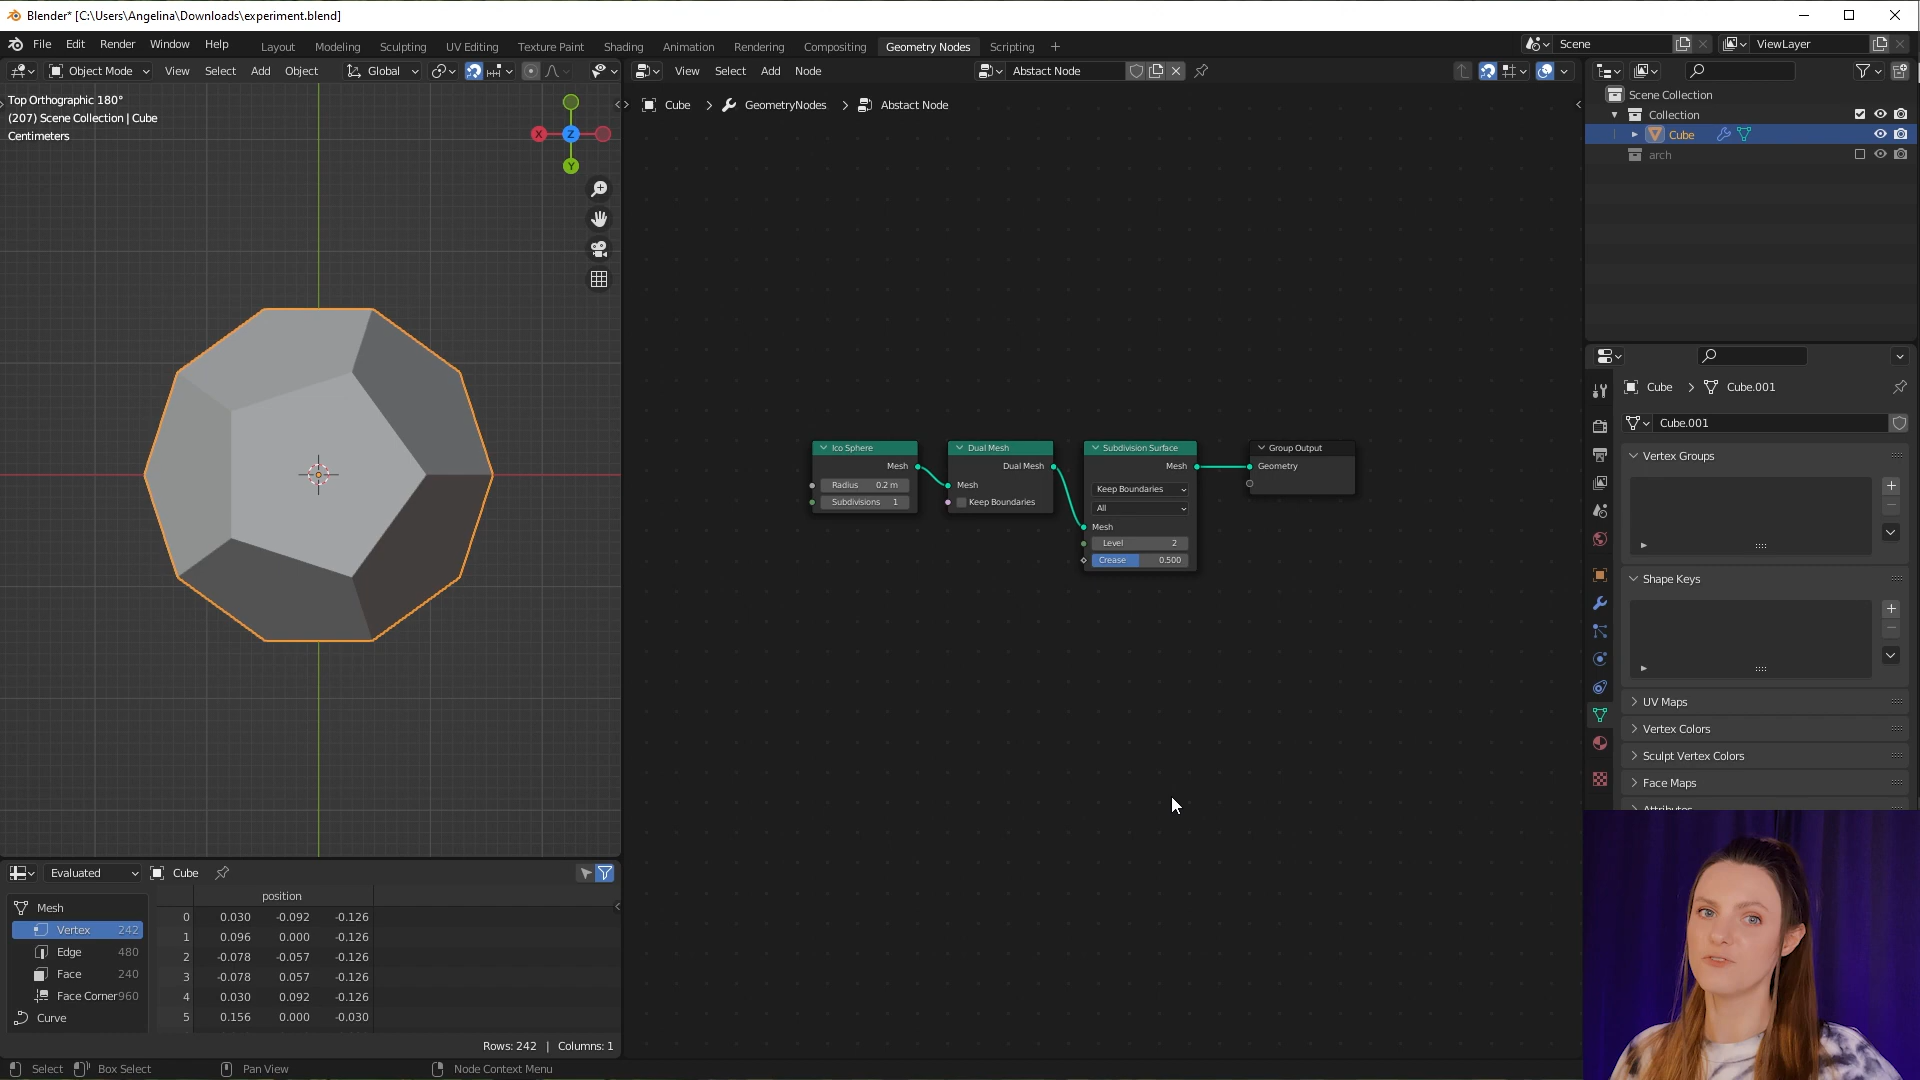 Blender* [C:\Users\Angelina\Downloads\experiment.blend]
File Edit Render Window Help
Layout Modeling Sculpting UV Editing Texture Paint Shading Animation Rendering Compositing Geometry Nodes Scripting +
Scene
ViewLayer
Object Mode View Select Add Object Global
View Select Add Node
Abstact Node
Top Orthographic 180°
(207) Scene Collection | Cube
Centimeters
X
Z
Y
Cube > GeometryNodes > Abstact Node
Scene Collection
Collection
Cube
arch
Ico Sphere
Mesh
Radius 0.2 m
Subdivisions 1
Dual Mesh
Dual Mesh
Mesh
Keep Boundaries
Subdivision Surface
Mesh
Keep Boundaries
All
Mesh
Level 2
Crease 0.500
Group Output
Geometry
Cube > Cube.001
Cube.001
Vertex Groups
Shape Keys
UV Maps
Vertex Colors
Sculpt Vertex Colors
Face Maps
Attributes
Evaluated Cube
Mesh
Vertex 242
Edge 480
Face 240
Face Corner 960
Curve
position
0 0.030 -0.092 -0.126
1 0.096 0.000 -0.126
2 -0.078 -0.057 -0.126
3 -0.078 0.057 -0.126
4 0.030 0.092 -0.126
5 0.156 0.000 -0.030
Rows: 242 | Columns: 1
Select Box Select Pan View Node Context Menu